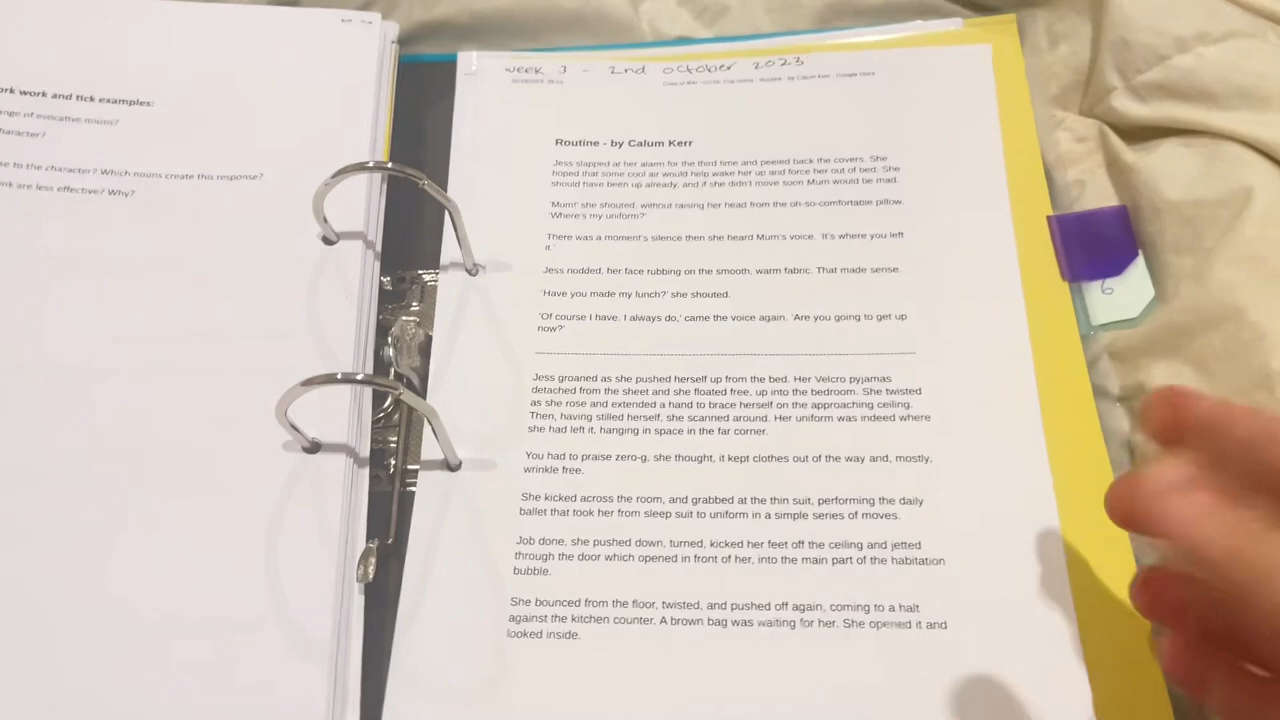 ork work and tick examples:
nge of evocative nouns?
haracter?
se to the character? Which nouns create this response?
nk are less effective? Why?
week 3 - 2nd october 2023
Routine - by Calum Kerr
Jess slapped at her alarm for the third time and peeled back the covers. She
hoped that some cool air would help wake her up and force her out of bed. She
should have been up already, and if she didn't move soon Mum would be mad.
'Mum!' she shouted, without raising her head from the oh-so-comfortable pillow.
'Where's my uniform?'
There was a moment's silence then she heard Mum's voice. 'It's where you left
it.'
Jess nodded, her face rubbing on the smooth, warm fabric. That made sense.
'Have you made my lunch?' she shouted.
'Of course I have. I always do,' came the voice again. 'Are you going to get up
now?'
Jess groaned as she pushed herself up from the bed. Her Velcro pyjamas
detached from the sheet and she floated free, up into the bedroom. She twisted
as she rose and extended a hand to brace herself on the approaching ceiling.
Then, having stilled herself, she scanned around. Her uniform was indeed where
she had left it, hanging in space in the far corner.
You had to praise zero-g, she thought, it kept clothes out of the way and, mostly,
wrinkle free.
She kicked across the room, and grabbed at the thin suit, performing the daily
ballet that took her from sleep suit to uniform in a simple series of moves.
Job done, she pushed down, turned, kicked her feet off the ceiling and jetted
through the door which opened in front of her, into the main part of the habitation
bubble.
She bounced from the floor, twisted, and pushed off again, coming to a halt
against the kitchen counter. A brown bag was waiting for her. She opened it and
looked inside.
6